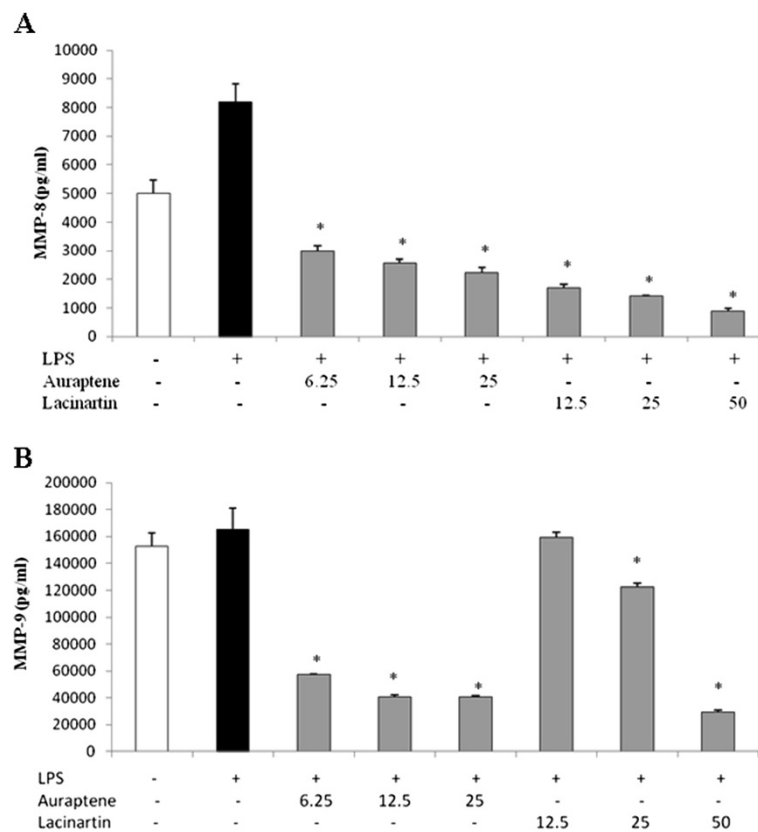 A
10000
9000
8000
7000
6000
5000
4000
3000
2000
1000
0
MMP-8 (pg/ml)
* * * * * *
LPS - + + + + + + +
Auraptene - - 6.25 12.5 25 - - -
Lacinartin - - - - - 12.5 25 50
B
200000
180000
160000
140000
120000
100000
80000
60000
40000
20000
0
MMP-9 (pg/ml)
* * * * *
LPS - + + + + + + +
Auraptene - - 6.25 12.5 25 - - -
Lacinartin - - - - - 12.5 25 50